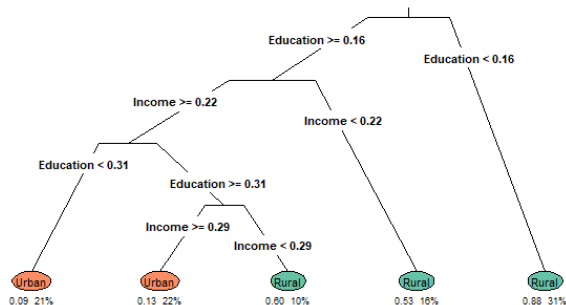 Education >= 0.16
Education < 0.16
Income >= 0.22
Income < 0.22
Education < 0.31
Education >= 0.31
Income >= 0.29
Income < 0.29
Urban Urban Rural Rural Rural
0.09 21% 0.13 22% 0.60 10% 0.53 16% 0.88 31%